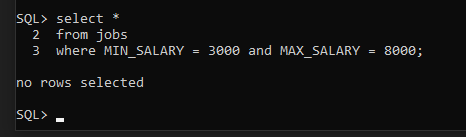 SQL> select *
2 from jobs
3 where MIN_SALARY = 3000 and MAX_SALARY = 8000;
no rows selected
SQL>